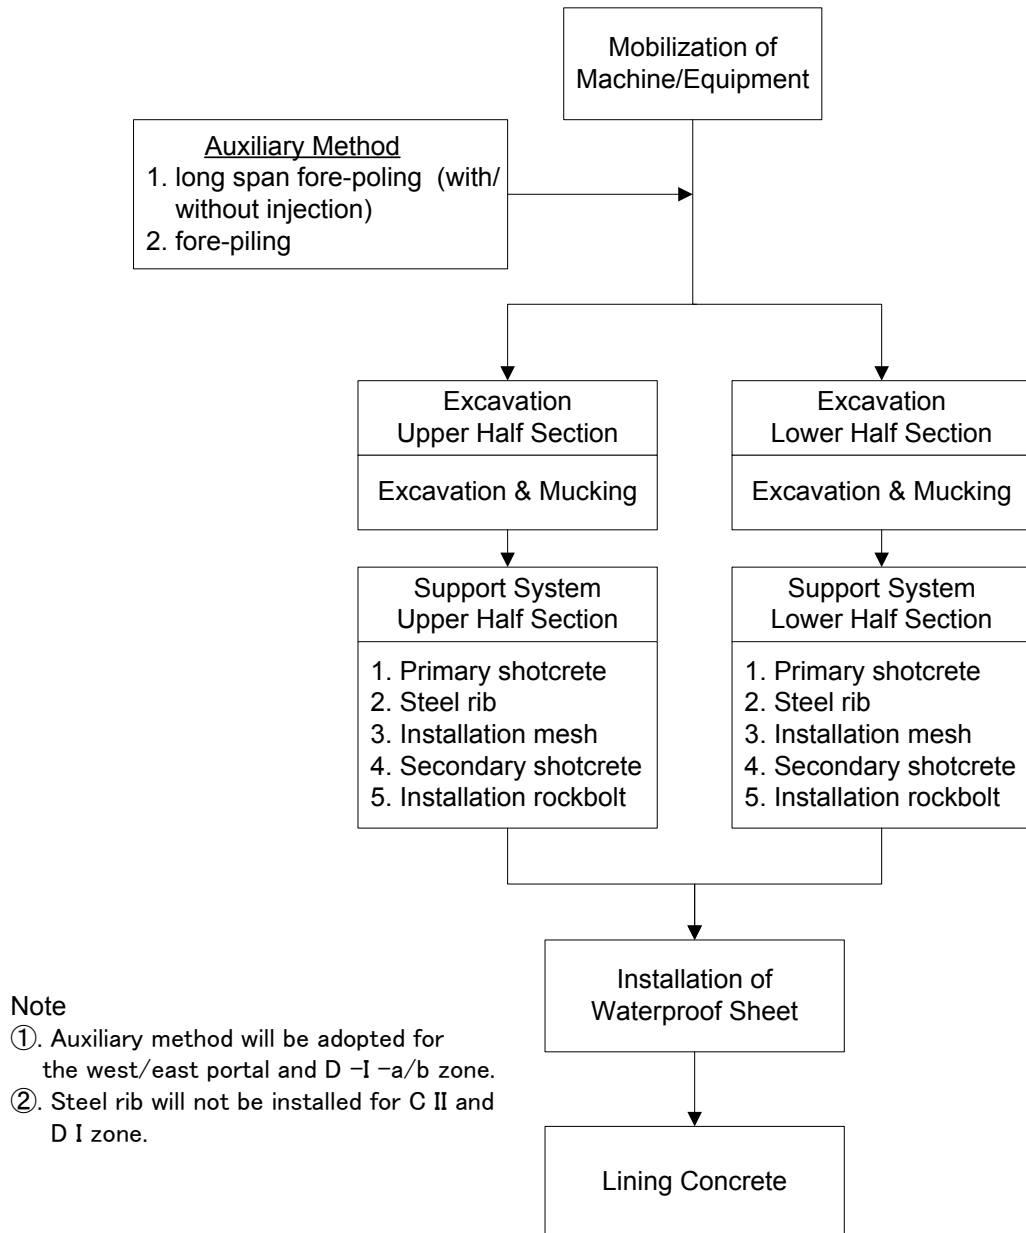 Mobilization of
Machine/Equipment
Auxiliary Method
1. long span fore-poling (with/
without injection)
2. fore-piling
Excavation
Upper Half Section
Excavation & Mucking
Excavation
Lower Half Section
Excavation & Mucking
Support System
Upper Half Section
1. Primary shotcrete
2. Steel rib
3. Installation mesh
4. Secondary shotcrete
5. Installation rockbolt
Support System
Lower Half Section
1. Primary shotcrete
2. Steel rib
3. Installation mesh
4. Secondary shotcrete
5. Installation rockbolt
Installation of
Waterproof Sheet
Note
①. Auxiliary method will be adopted for
the west/east portal and D -I -a/b zone.
②. Steel rib will not be installed for C II and
D I zone.
Lining Concrete